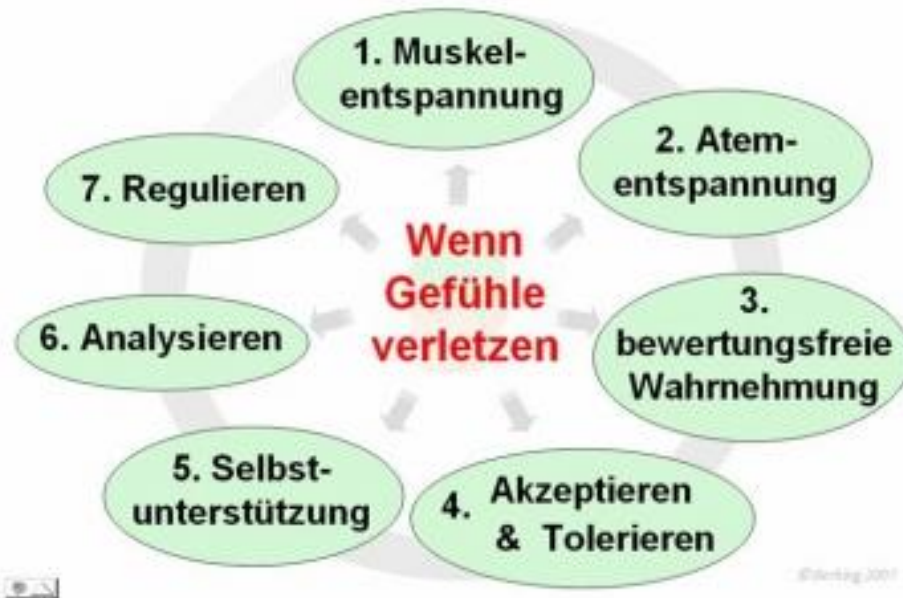 1. Muskel-
entspannung
2. Atem-
entspannung
3.
bewertungsfreie
Wahrnehmung
4. Akzeptieren
& Tolerieren
5. Selbst-
unterstützung
6. Analysieren
7. Regulieren
Wenn
Gefühle
verletzen